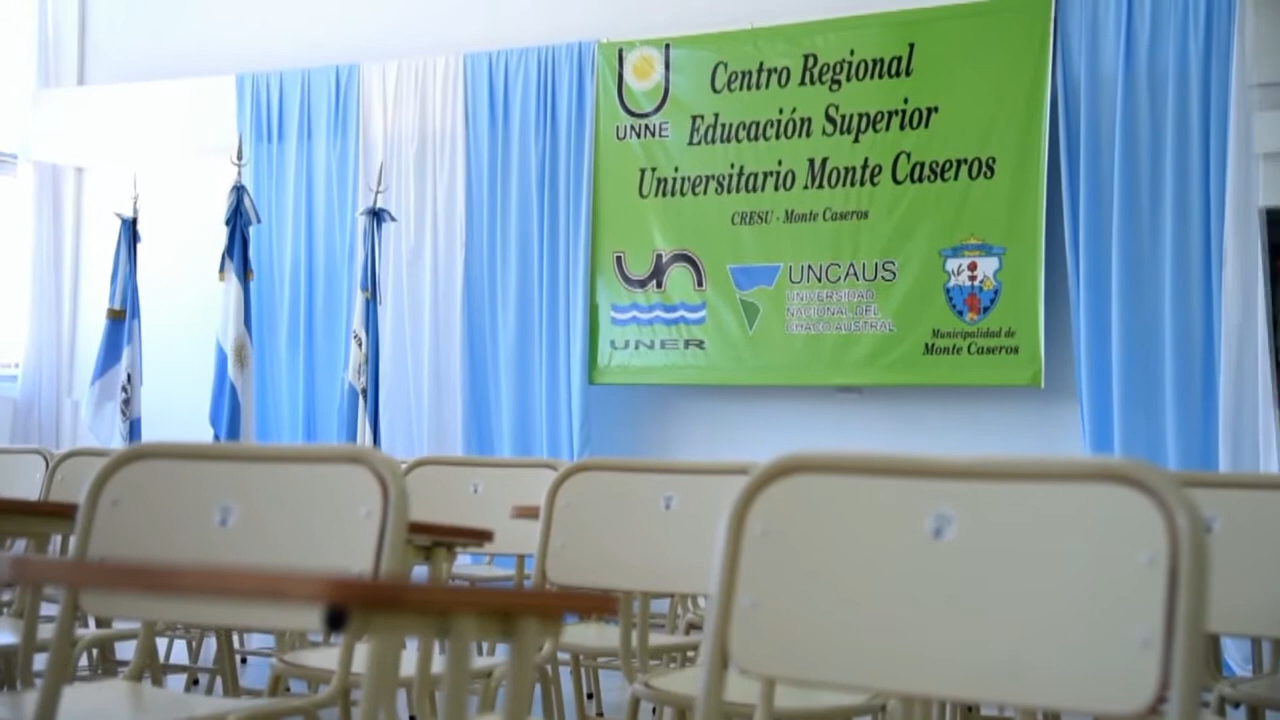 UNNE
Centro Regional
Educación Superior
Universitario Monte Caseros
CRESU - Monte Caseros
un
UNER
UNCAUS
UNIVERSIDAD
NACIONAL DEL
CHACO AUSTRAL
Municipalidad de
Monte Caseros